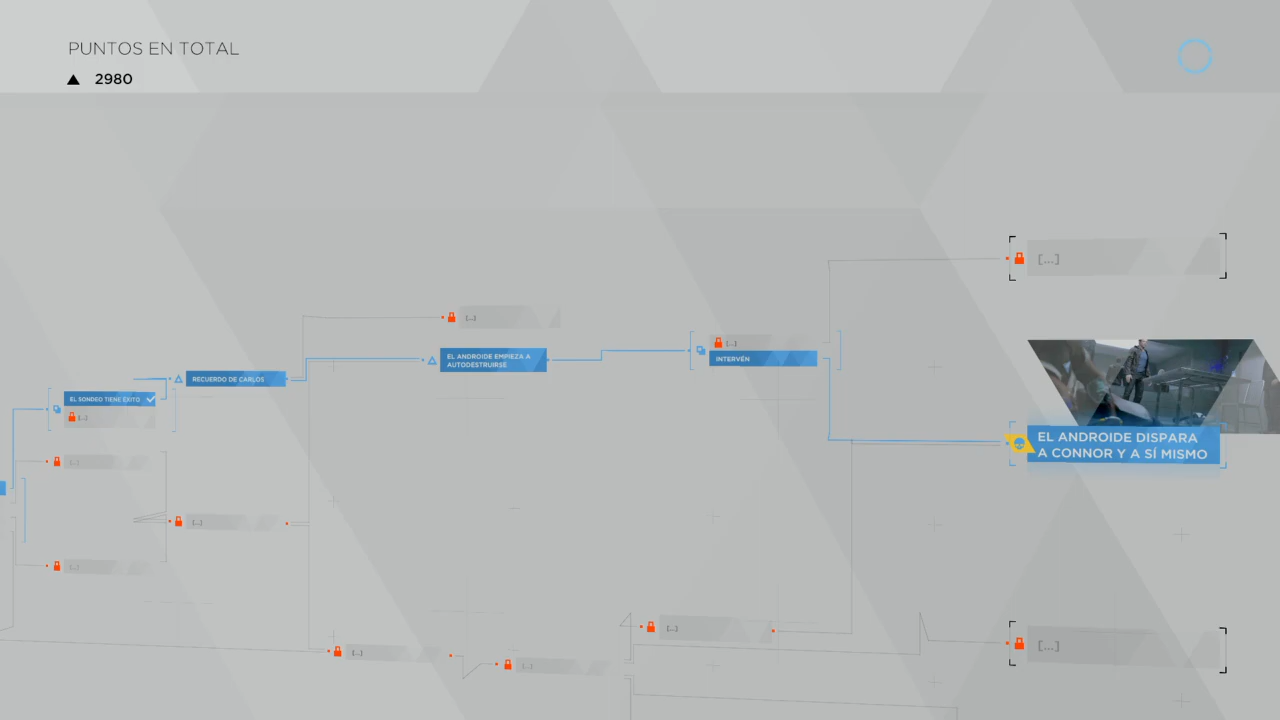 PUNTOS EN TOTAL
2980
[...]
[...]
[...]
INTERVÉN
EL ANDROIDE EMPIEZA A
AUTODESTRUIRSE
RECUERDO DE CARLOS
EL SONDEO TIENE ÉXITO
[...]
EL ANDROIDE DISPARA
A CONNOR Y A SÍ MISMO
[...]
[...]
[...]
[...]
[...]
[...]
[...]